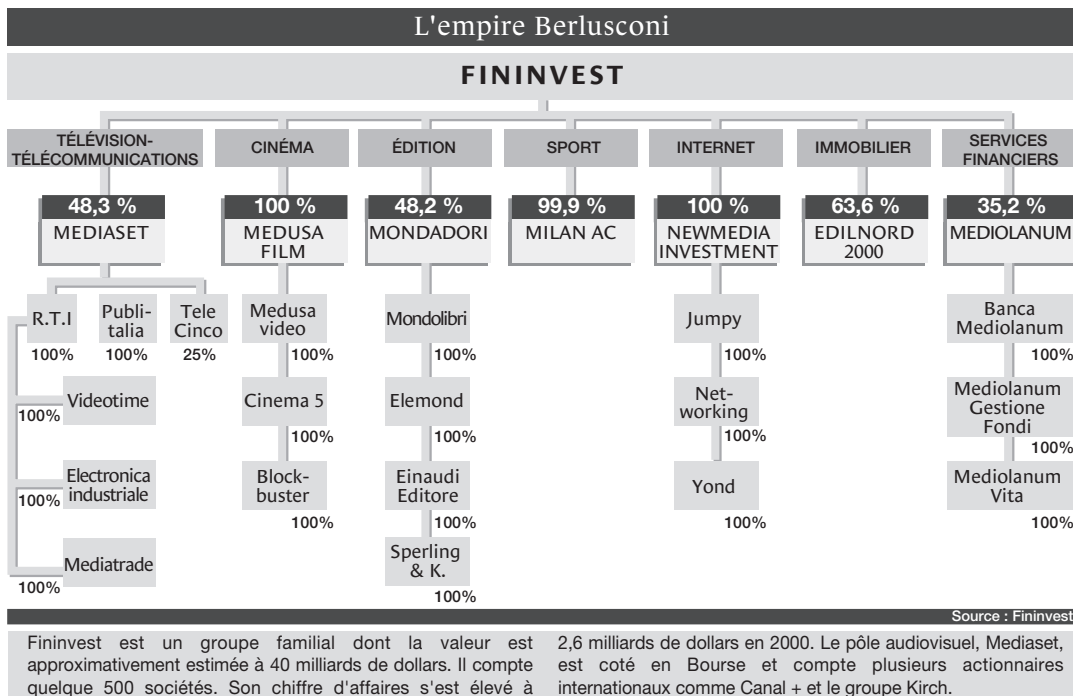 L'empire Berlusconi
FININVEST
TÉLÉVISION-
TÉLÉCOMMUNICATIONS
CINÉMA
ÉDITION
SPORT
INTERNET
IMMOBILIER
SERVICES
FINANCIERS
48,3 %
MEDIASET
100 %
MEDUSA
FILM
48,2 %
MONDADORI
99,9 %
MILAN AC
100 %
NEWMEDIA
INVESTMENT
63,6 %
EDILNORD
2000
35,2 %
MEDIOLANUM
R.T.I
100%
Publi-
talia
100%
Tele
Cinco
25%
Videotime
100%
Electronica
industriale
100%
Mediatrade
100%
Medusa
video
100%
Cinema 5
100%
Block-
buster
100%
Mondolibri
100%
Elemond
100%
Einaudi
Editore
100%
Sperling
& K.
100%
Jumpy
100%
Net-
working
100%
Yond
100%
Banca
Mediolanum
100%
Mediolanum
Gestione
Fondi
100%
Mediolanum
Vita
100%
Source : Fininvest
Fininvest est un groupe familial dont la valeur est
approximativement estimée à 40 milliards de dollars. Il compte
quelque 500 sociétés. Son chiffre d'affaires s'est élevé à
2,6 milliards de dollars en 2000. Le pôle audiovisuel, Mediaset,
est coté en Bourse et compte plusieurs actionnaires
internationaux comme Canal + et le groupe Kirch.